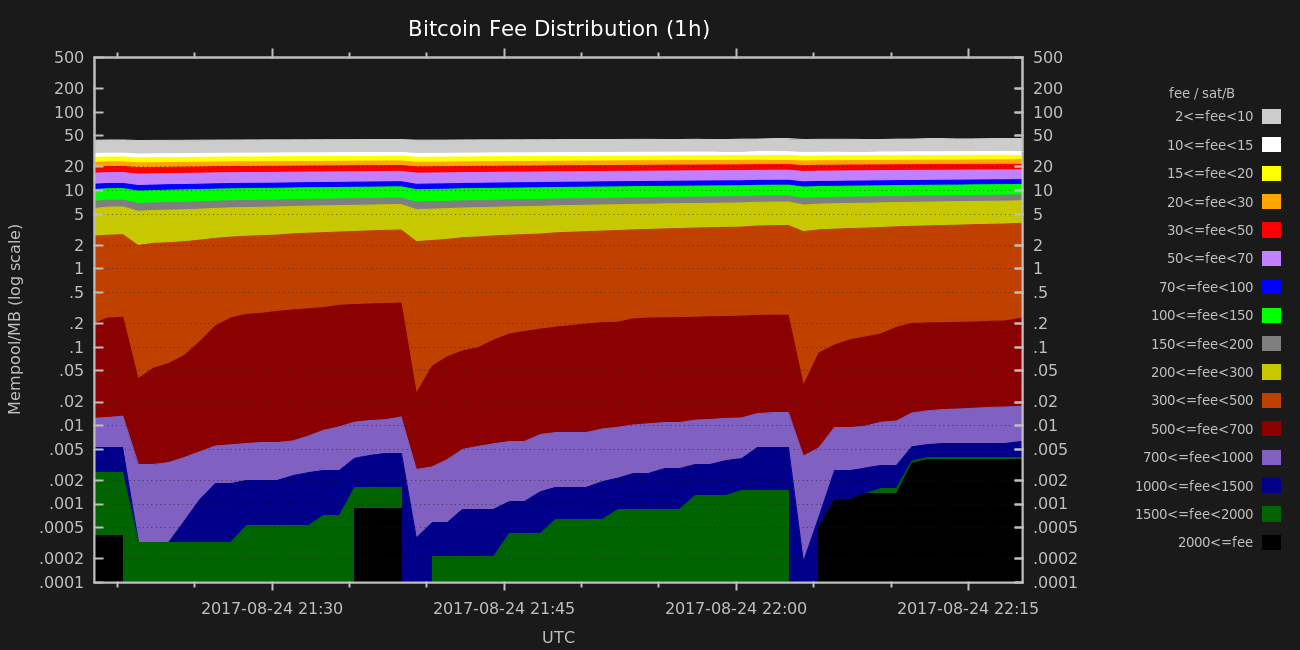 Bitcoin Fee Distribution (1h)
500
200
100
50
20
10
5
2
1
.5
.2
.1
.05
.02
.01
.005
.002
.001
.0005
.0002
.0001
Mempool/MB (log scale)
500
200
100
50
20
10
5
2
1
.5
.2
.1
.05
.02
.01
.005
.002
.001
.0005
.0002
.0001
2017-08-24 21:30
2017-08-24 21:45
2017-08-24 22:00
2017-08-24 22:15
UTC
fee / sat/B
2<=fee<10
10<=fee<15
15<=fee<20
20<=fee<30
30<=fee<50
50<=fee<70
70<=fee<100
100<=fee<150
150<=fee<200
200<=fee<300
300<=fee<500
500<=fee<700
700<=fee<1000
1000<=fee<1500
1500<=fee<2000
2000<=fee